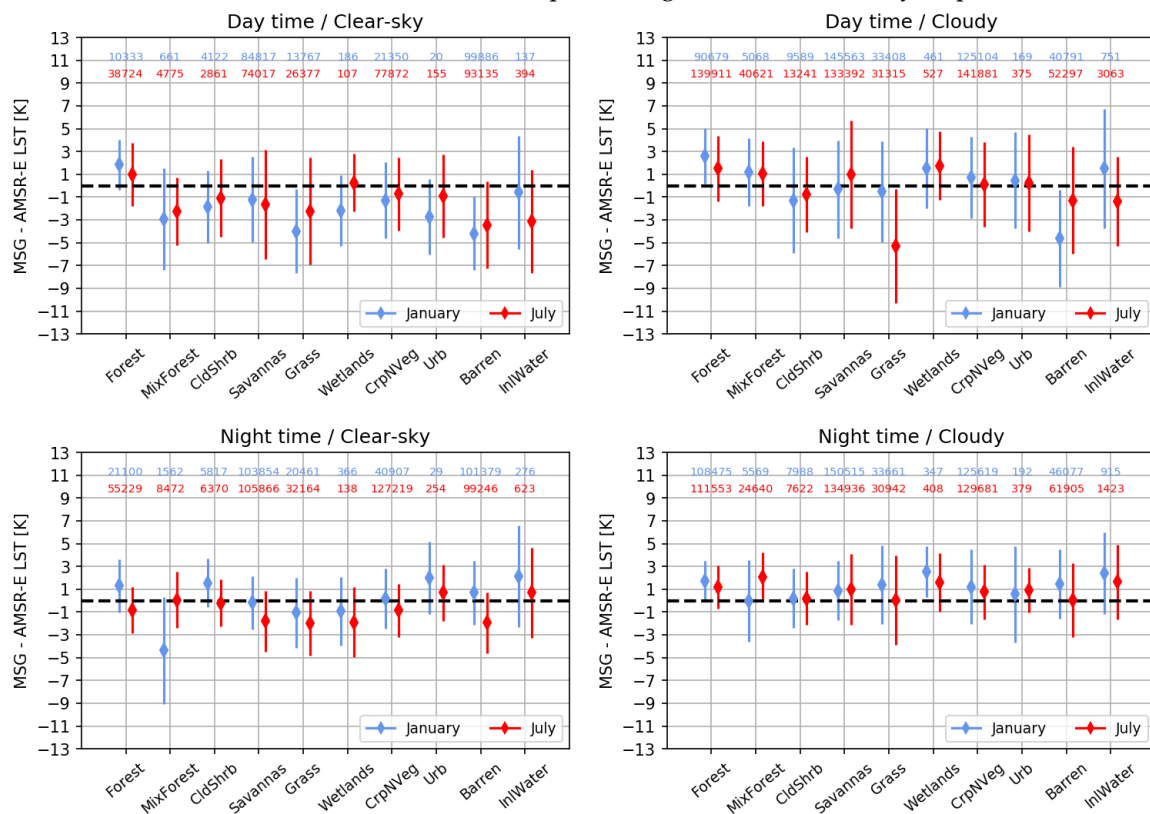 Day time / Clear-sky
MSG - AMSR-E LST [K]
13
11
9
7
5
3
1
−1
−3
−5
−7
−9
−11
−13
10333 661 4122 84817 13767 186 21350 20 99886 137
38724 4775 2861 74017 26377 107 77872 155 93135 394
January July
Forest MixForest CldShrb Savannas Grass Wetlands CrpNVeg Urb Barren InlWater
Day time / Cloudy
MSG - AMSR-E LST [K]
13
11
9
7
5
3
1
−1
−3
−5
−7
−9
−11
−13
90679 5068 9589 145563 33408 461 125104 169 40791 751
139911 40621 13241 133392 31315 527 141881 375 52297 3063
January July
Forest MixForest CldShrb Savannas Grass Wetlands CrpNVeg Urb Barren InlWater
Night time / Clear-sky
MSG - AMSR-E LST [K]
13
11
9
7
5
3
1
−1
−3
−5
−7
−9
−11
−13
21100 1562 5817 103854 20461 366 40907 29 101379 276
55229 8472 6370 105866 32164 138 127219 254 99246 623
January July
Forest MixForest CldShrb Savannas Grass Wetlands CrpNVeg Urb Barren InlWater
Night time / Cloudy
MSG - AMSR-E LST [K]
13
11
9
7
5
3
1
−1
−3
−5
−7
−9
−11
−13
108475 5569 7988 150515 33661 347 125619 192 46077 915
111553 24640 7622 134936 30942 408 129681 379 61905 1423
January July
Forest MixForest CldShrb Savannas Grass Wetlands CrpNVeg Urb Barren InlWater